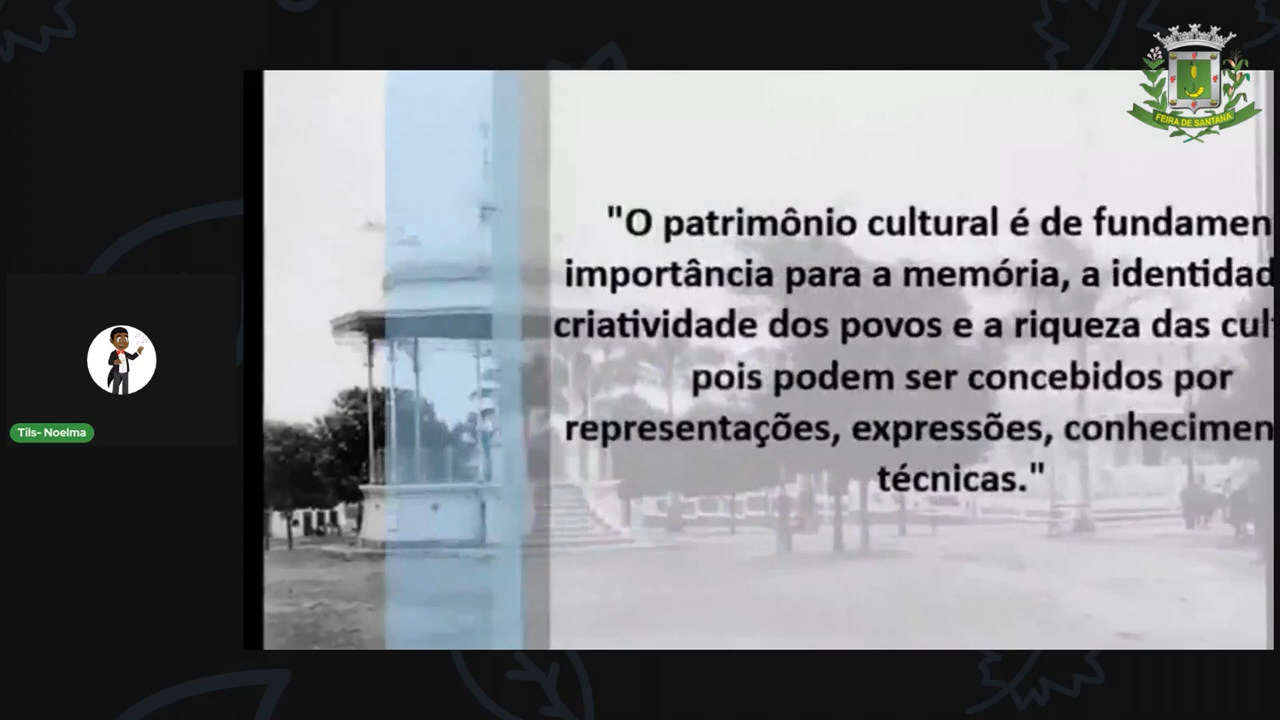 FEIRA DE SANTANA
"O patrimônio cultural é de fundamen
importância para a memória, a identidad
criatividade dos povos e a riqueza das cul
pois podem ser concebidos por
representações, expressões, conhecimen
técnicas."
Tils- Noelma